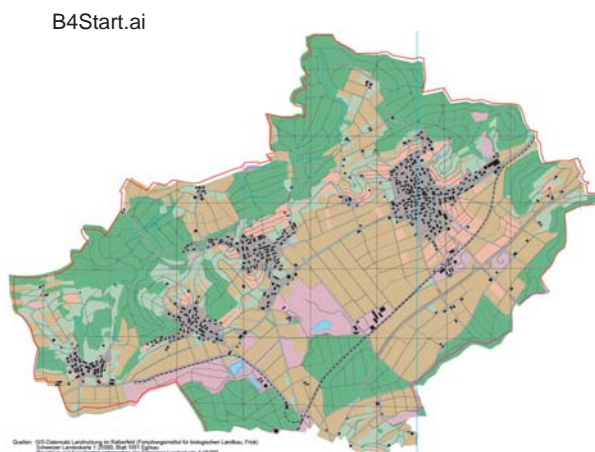 B4Start.ai
Quellen: GIS-Datensatz Landnutzung im Rafzerfeld (Forschungsinstitut für biologischen Landbau, Frick)
Schweizer Landeskarte 1:25000, Blatt 1051 Eglisau